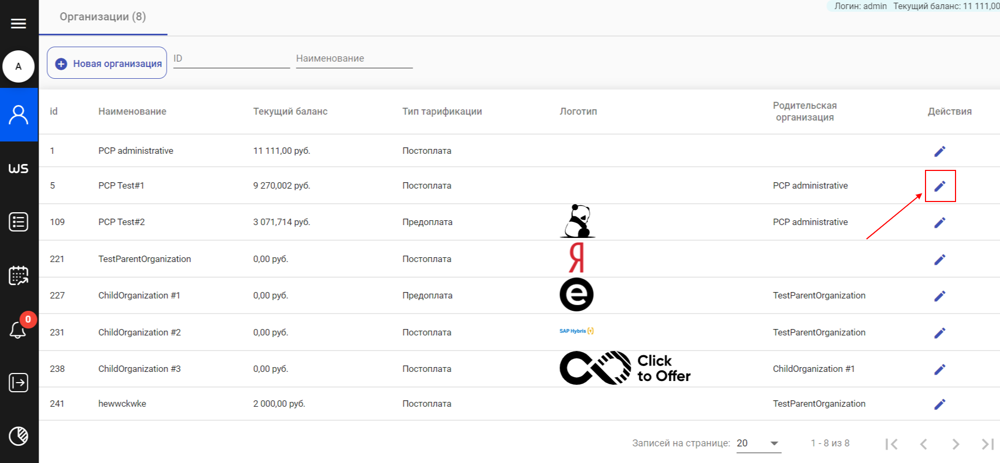 Организации (8)
Логин: admin Текущий баланс: 11 111,00
A
Новая организация
ID
Наименование
id Наименование Текущий баланс Тип тарификации Логотип Родительская организация Действия
1 PCP administrative 11 111,00 руб. Постоплата
WS
5 PCP Test#1 9 270,002 руб. Постоплата PCP administrative
109 PCP Test#2 3 071,714 руб. Предоплата PCP administrative
221 TestParentOrganization 0,00 руб. Постоплата Я
227 ChildOrganization #1 0,00 руб. Предоплата e TestParentOrganization
0
231 ChildOrganization #2 0,00 руб. Постоплата SAP Hybris (Y) TestParentOrganization
238 ChildOrganization #3 0,00 руб. Постоплата Click to Offer ChildOrganization #1
241 hewwckwke 2 000,00 руб. Постоплата TestParentOrganization
Записей на странице: 20 1 - 8 из 8